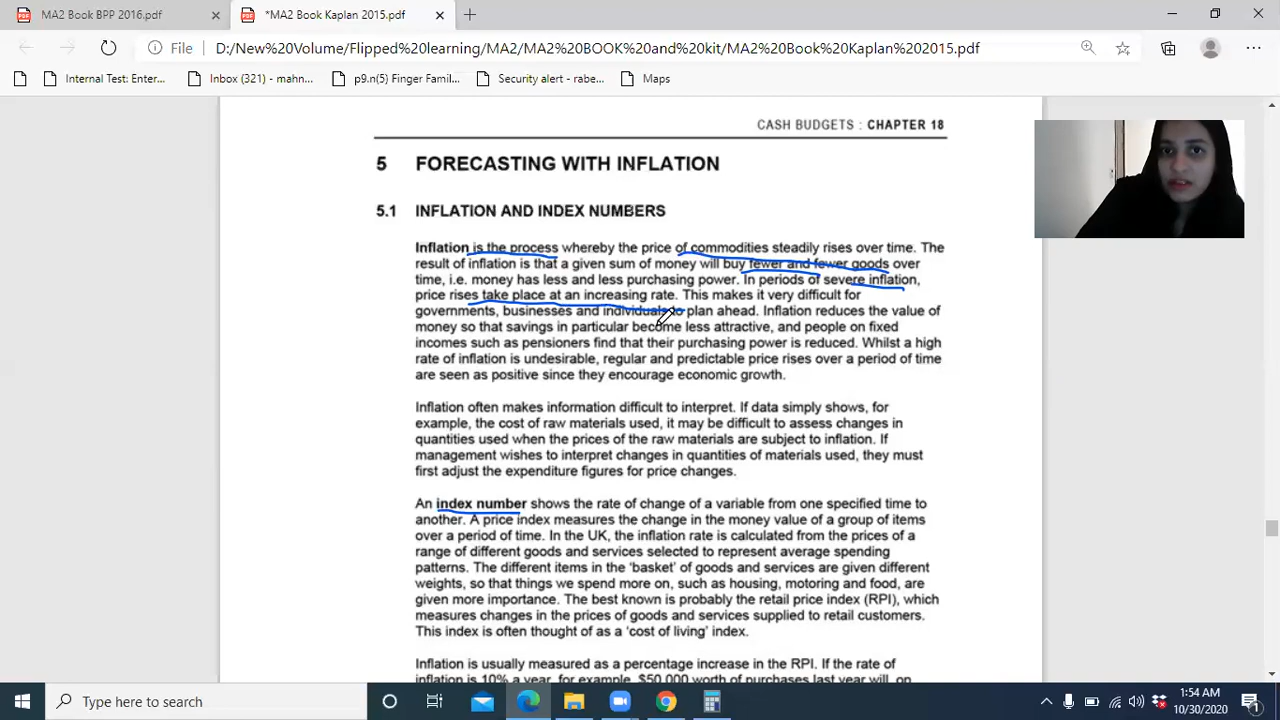 MA2 Book BPP 2016.pdf
*MA2 Book Kaplan 2015.pdf
File
D:/New%20Volume/Flipped%20learning/MA2/MA2%20BOOK%20and%20kit/MA2%20Book%20Kaplan%202015.pdf
Internal Test: Enter...
Inbox (321) - mahn...
p9.n(5) Finger Famil...
Security alert - rabe...
Maps
CASH BUDGETS : CHAPTER 18
5 FORECASTING WITH INFLATION
5.1 INFLATION AND INDEX NUMBERS
Inflation is the process whereby the price of commodities steadily rises over time. The
result of inflation is that a given sum of money will buy fewer and fewer goods over
time, i.e. money has less and less purchasing power. In periods of severe inflation,
price rises take place at an increasing rate. This makes it very difficult for
governments, businesses and individuals to plan ahead. Inflation reduces the value of
money so that savings in particular become less attractive, and people on fixed
incomes such as pensioners find that their purchasing power is reduced. Whilst a high
rate of inflation is undesirable, regular and predictable price rises over a period of time
are seen as positive since they encourage economic growth.
Inflation often makes information difficult to interpret. If data simply shows, for
example, the cost of raw materials used, it may be difficult to assess changes in
quantities used when the prices of the raw materials are subject to inflation. If
management wishes to interpret changes in quantities of materials used, they must
first adjust the expenditure figures for price changes.
An index number shows the rate of change of a variable from one specified time to
another. A price index measures the change in the money value of a group of items
over a period of time. In the UK, the inflation rate is calculated from the prices of a
range of different goods and services selected to represent average spending
patterns. The different items in the 'basket' of goods and services are given different
weights, so that things we spend more on, such as housing, motoring and food, are
given more importance. The best known is probably the retail price index (RPI), which
measures changes in the prices of goods and services supplied to retail customers.
This index is often thought of as a 'cost of living' index.
Inflation is usually measured as a percentage increase in the RPI. If the rate of
inflation is 10% a year, for example, $50,000 worth of purchases last year will, on
Type here to search
1:54 AM
10/30/2020
1